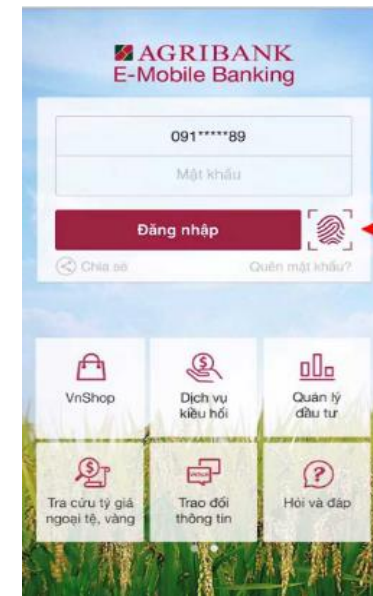 AGRIBANK
E-Mobile Banking
091*****89
Mật khẩu
Đăng nhập
Chia sẻ
Quên mật khẩu?
VnShop
Dịch vụ
kiều hối
Quản lý
đầu tư
Tra cứu tỷ giá
ngoại tệ, vàng
Trao đổi
thông tin
Hỏi và đáp